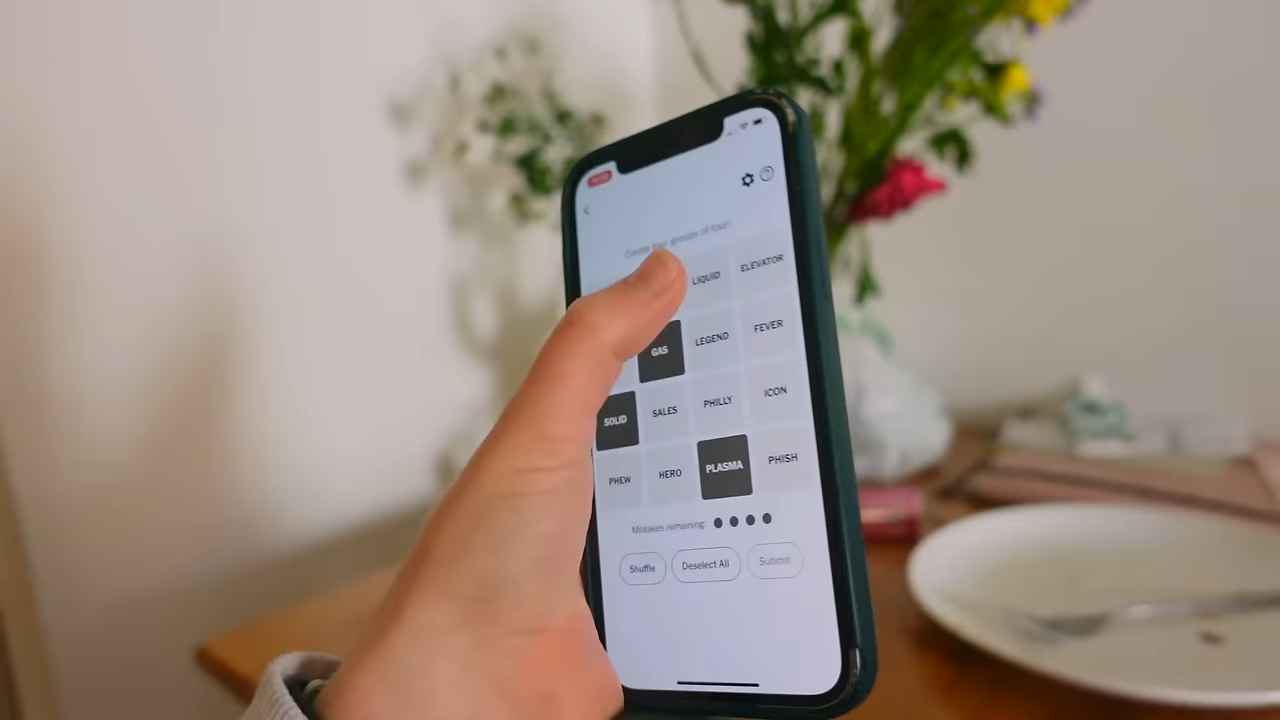 Create four groups of four!
LIQUID ELEVATOR
GAS LEGEND FEVER
SOLID SALES PHILLY ICON
PHEW HERO PLASMA PHISH
Mistakes remaining:
Shuffle Deselect All Submit